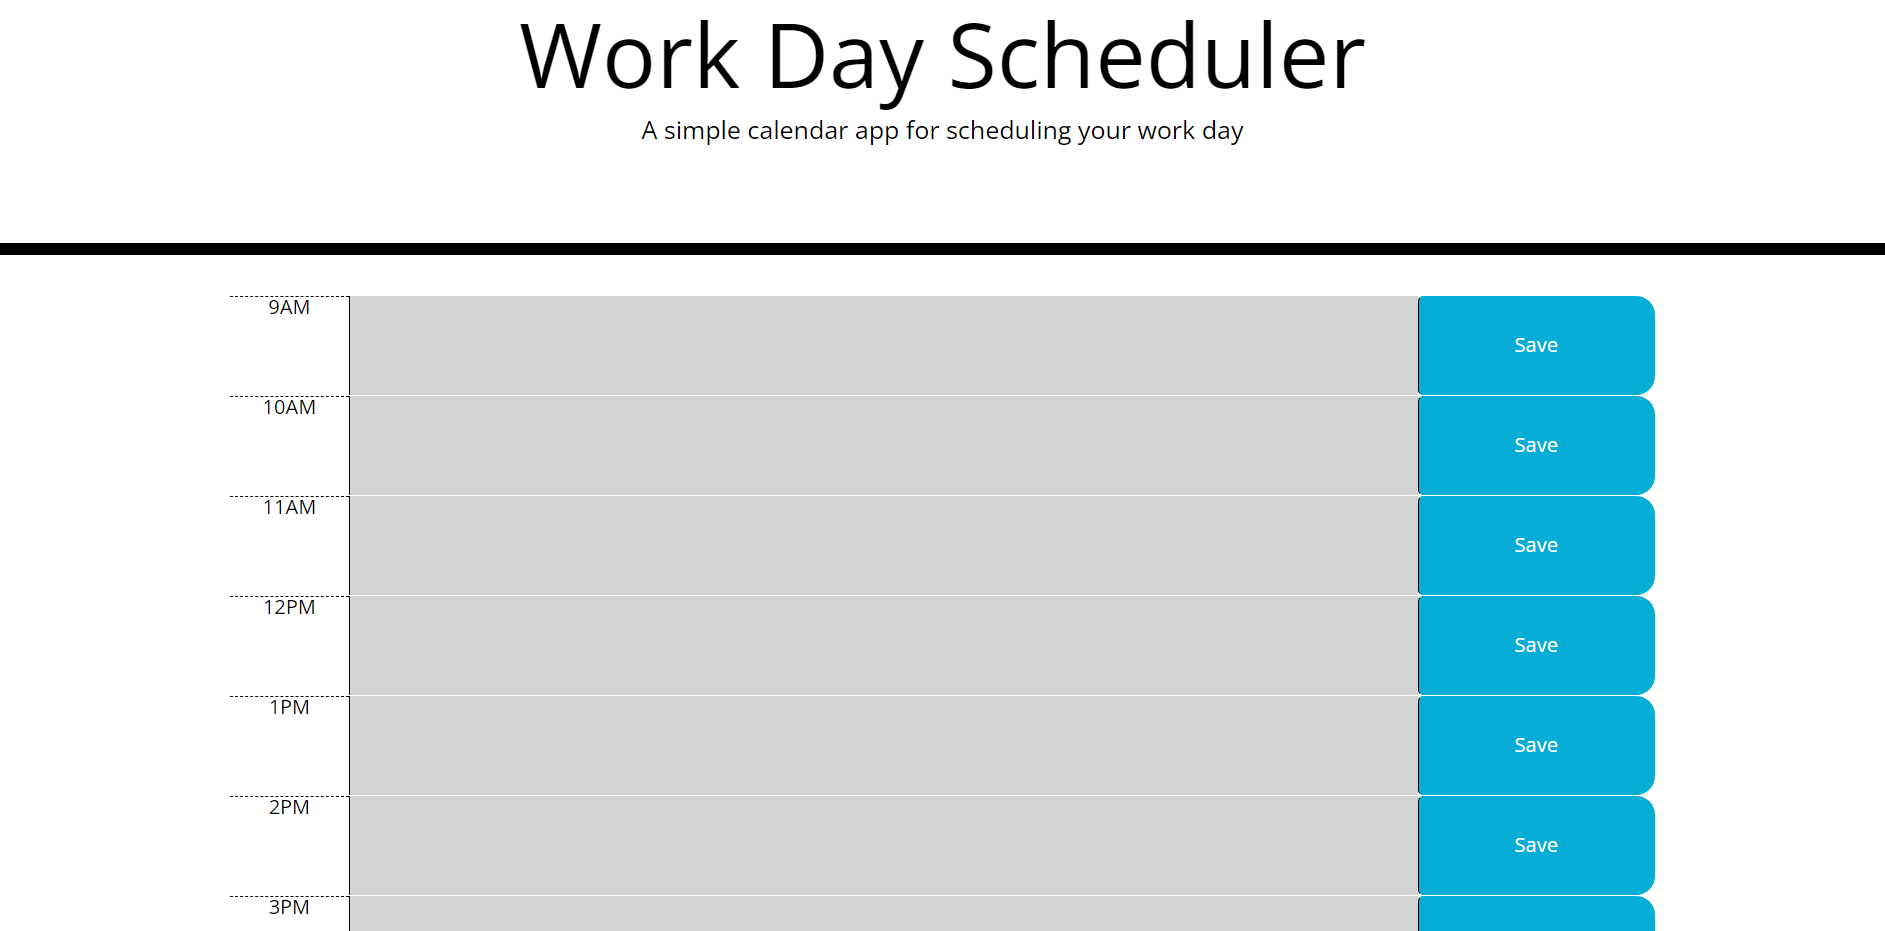 Work Day Scheduler
A simple calendar app for scheduling your work day
9AM
Save
10AM
Save
11AM
Save
12PM
Save
1PM
Save
2PM
Save
3PM